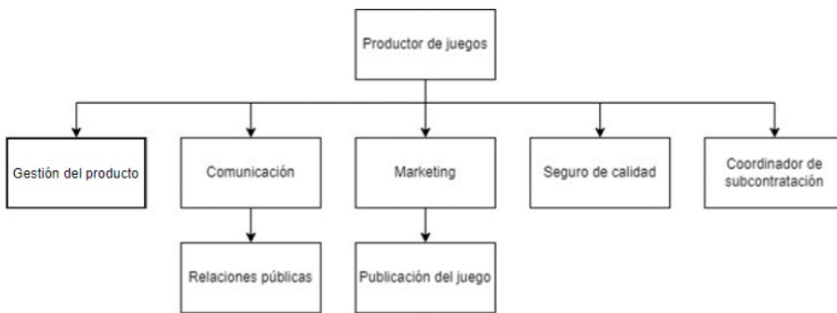 Productor de juegos
Gestión del producto
Comunicación
Marketing
Seguro de calidad
Coordinador de
subcontratación
Relaciones públicas
Publicación del juego